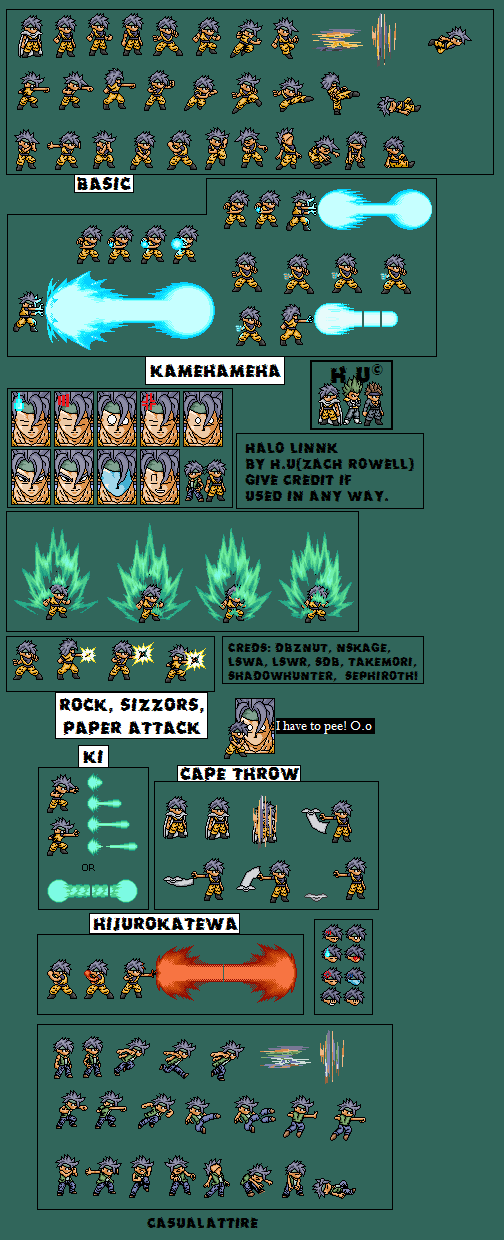 BASIC
KAMEHAMEHA
H.U©
HALO LINNK
BY H.U(ZACH ROWELL)
GIVE CREDIT IF
USED IN ANY WAY.
CREDS: DBZNUT, NSKAGE,
LSWA, LSWR, SDB, TAKEMORI,
SHADOWHUNTER, SEPHIROTH!
ROCK, SIZZORS,
PAPER ATTACK
I have to pee! O.o
KI
CAPE THROW
OR
HIJUROKATEWA
CASUALATTIRE